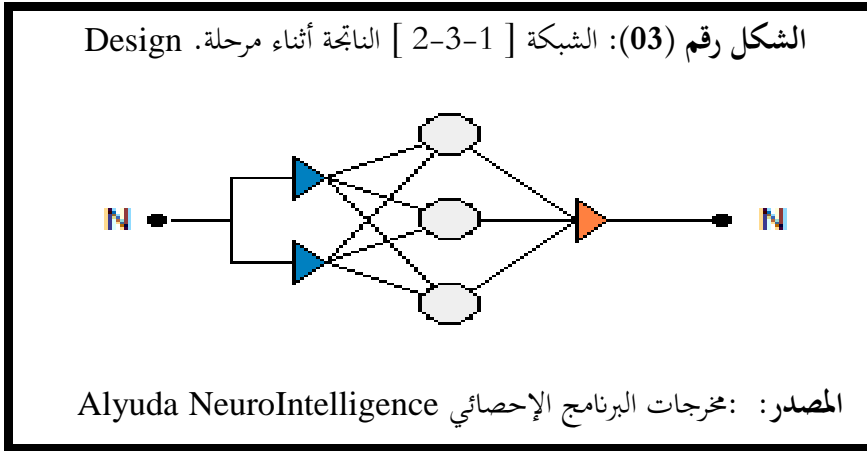 الشكل رقم (03): الشبكة [ 1-3-2 ] الناتجة أثناء مرحلة. Design
N
N
المصدر: :مخرجات البرنامج الإحصائي Alyuda NeuroIntelligence